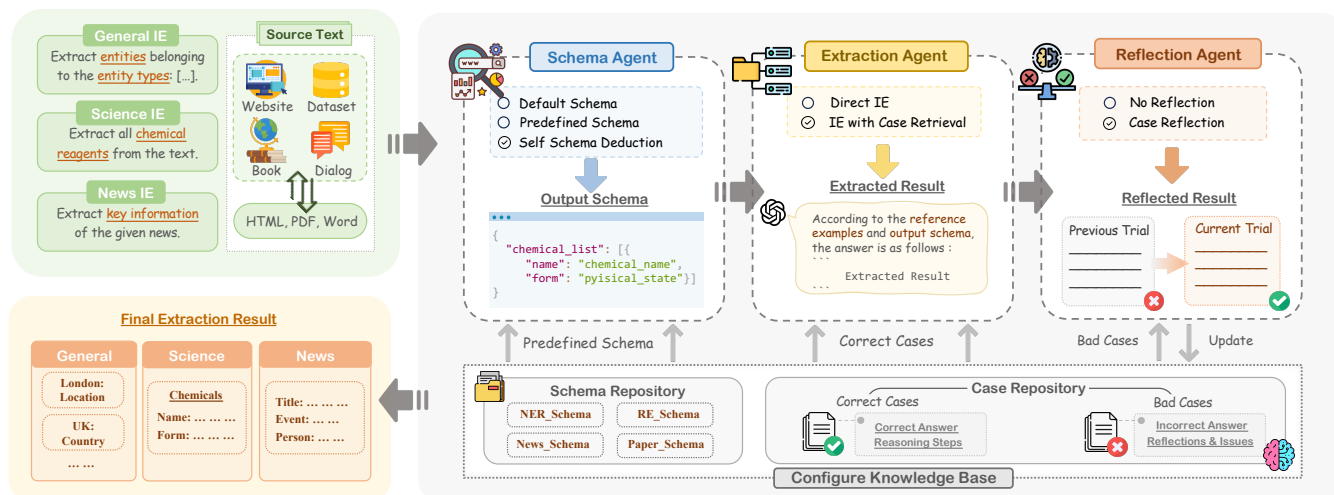 General IE
Extract entities belonging
to the entity types: […].
Science IE
Extract all chemical
reagents from the text.
News IE
Extract key information
of the given news.
Source Text
WWW
Website
Dataset
Book
Dialog
HTML, PDF, Word
Schema Agent
Default Schema
Predefined Schema
Self Schema Deduction
Output Schema
{
"chemical_list": [{
"name": "chemical_name",
"form": "pyisical_state"}]
}
Extraction Agent
Direct IE
IE with Case Retrieval
Extracted Result
According to the reference
examples and output schema,
the answer is as follows :
```
Extracted Result
```
Reflection Agent
No Reflection
Case Reflection
Reflected Result
Previous Trial
Current Trial
Predefined Schema
Correct Cases
Bad Cases
Update
Schema Repository
NER_Schema
RE_Schema
News_Schema
Paper_Schema
Case Repository
Correct Cases
Correct Answer
Reasoning Steps
Bad Cases
Incorrect Answer
Reflections & Issues
Configure Knowledge Base
Final Extraction Result
General
London:
Location
UK:
Country
... ...
Science
Chemicals
Name: ... ... ...
Form: ... ... ...
News
Title: ... ... ...
Event: ... ... ...
Person: ... ... ...